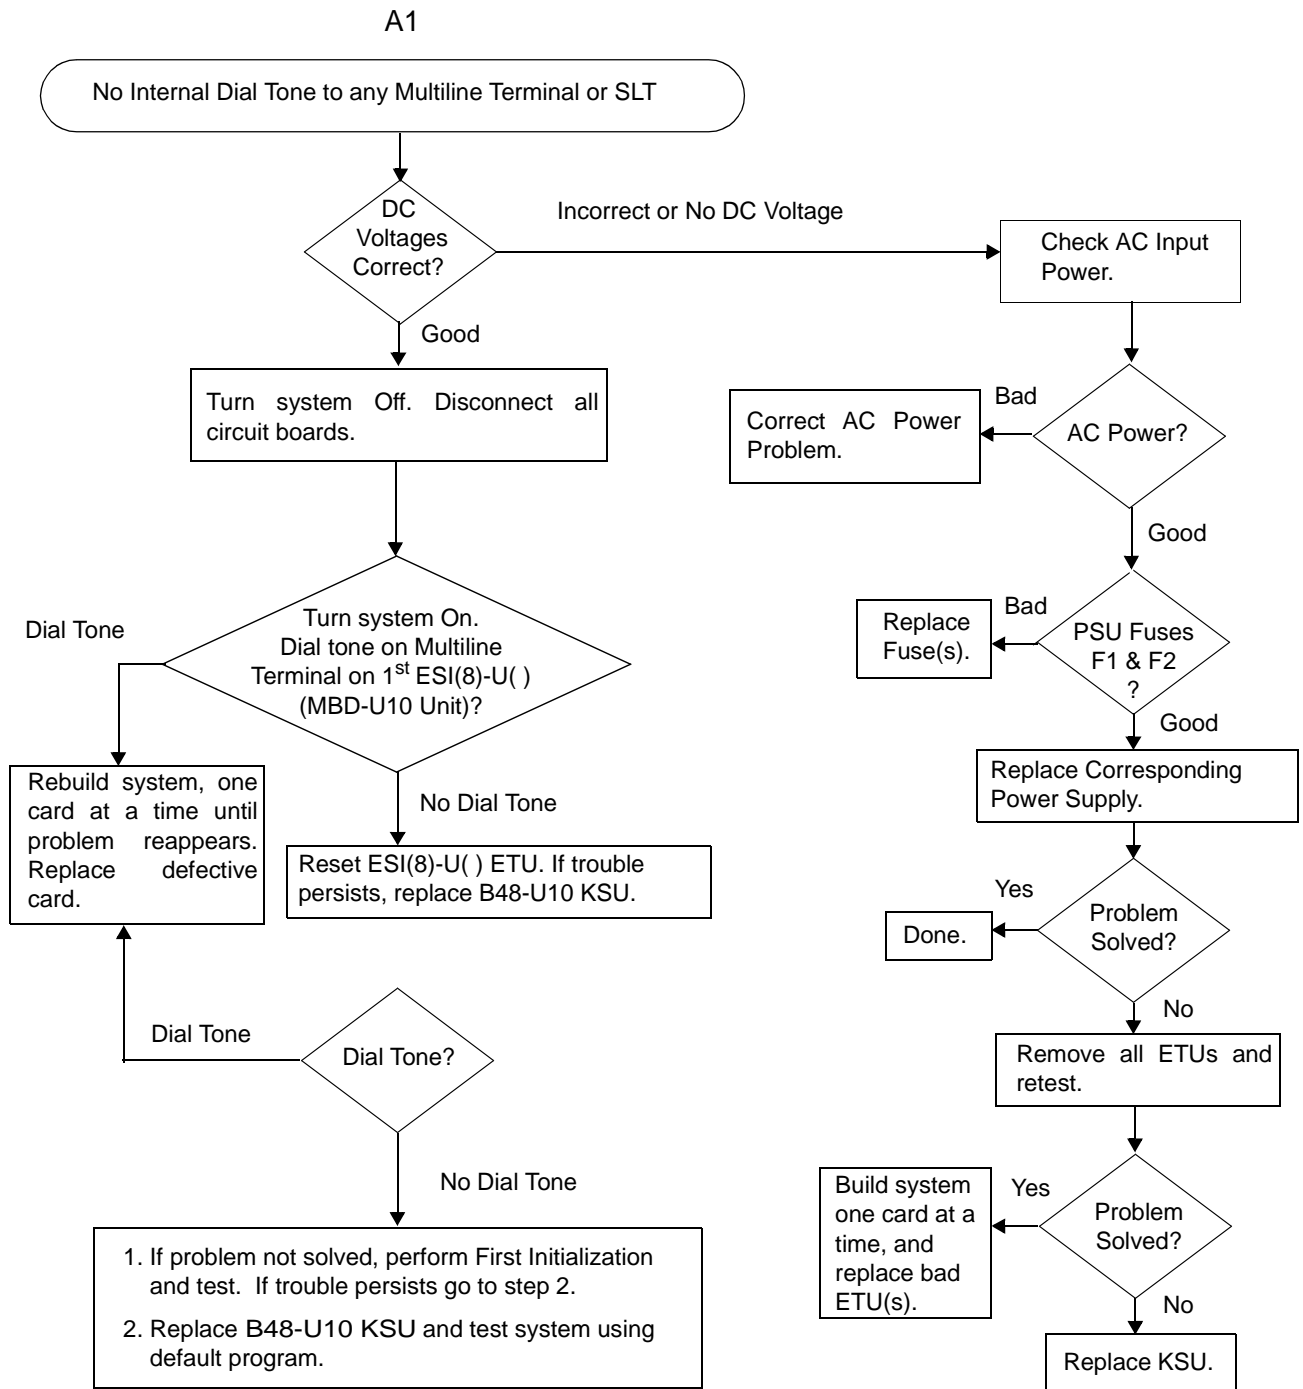 A1
No Internal Dial Tone to any Multiline Terminal or SLT
DC
Voltages
Correct?
Incorrect or No DC Voltage
Check AC Input
Power.
Good
Turn system Off. Disconnect all
circuit boards.
Bad
Correct AC Power
Problem.
AC Power?
Good
Turn system On.
Dial tone on Multiline
Terminal on 1st ESI(8)-U( )
(MBD-U10 Unit)?
Dial Tone
Bad
Replace
Fuse(s).
PSU Fuses
F1 & F2
?
Good
Rebuild system, one
card at a time until
problem reappears.
Replace defective
card.
No Dial Tone
Reset ESI(8)-U( ) ETU. If trouble
persists, replace B48-U10 KSU.
Replace Corresponding
Power Supply.
Yes
Problem
Solved?
Done.
No
Dial Tone
Dial Tone?
Remove all ETUs and
retest.
No Dial Tone
Build system
one card at a
time, and
replace bad
ETU(s).
Yes
Problem
Solved?
No
1. If problem not solved, perform First Initialization
and test. If trouble persists go to step 2.
2. Replace B48-U10 KSU and test system using
default program.
Replace KSU.